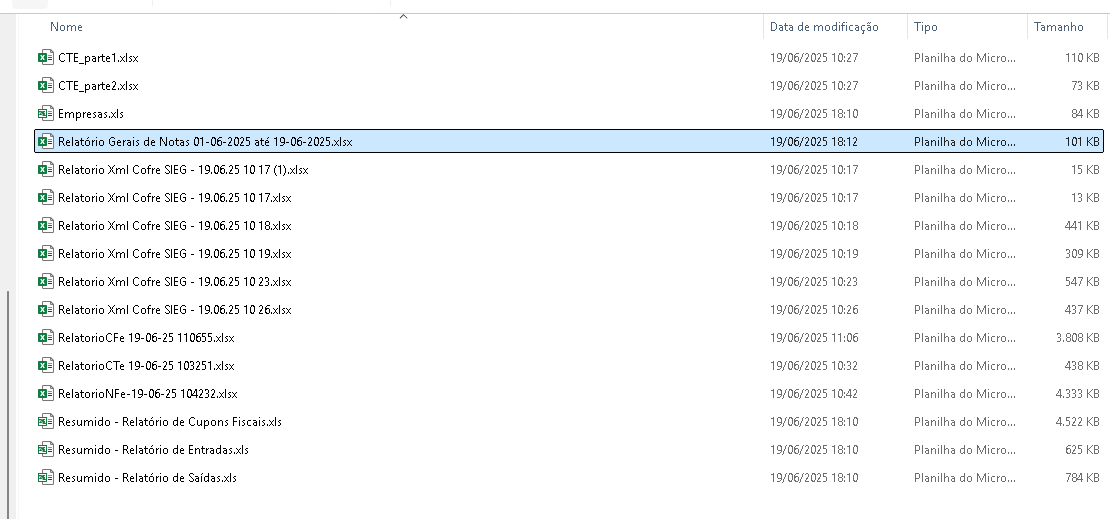 Nome Data de modificação Tipo Tamanho
CTE_parte1.xlsx 19/06/2025 10:27 Planilha do Micro... 110 KB
CTE_parte2.xlsx 19/06/2025 10:27 Planilha do Micro... 73 KB
Empresas.xls 19/06/2025 18:10 Planilha do Micro... 84 KB
Relatório Gerais de Notas 01-06-2025 até 19-06-2025.xlsx 19/06/2025 18:12 Planilha do Micro... 101 KB
Relatorio Xml Cofre SIEG - 19.06.25 10 17 (1).xlsx 19/06/2025 10:17 Planilha do Micro... 15 KB
Relatorio Xml Cofre SIEG - 19.06.25 10 17.xlsx 19/06/2025 10:17 Planilha do Micro... 13 KB
Relatorio Xml Cofre SIEG - 19.06.25 10 18.xlsx 19/06/2025 10:18 Planilha do Micro... 441 KB
Relatorio Xml Cofre SIEG - 19.06.25 10 19.xlsx 19/06/2025 10:19 Planilha do Micro... 309 KB
Relatorio Xml Cofre SIEG - 19.06.25 10 23.xlsx 19/06/2025 10:23 Planilha do Micro... 547 KB
Relatorio Xml Cofre SIEG - 19.06.25 10 26.xlsx 19/06/2025 10:26 Planilha do Micro... 437 KB
RelatorioCFe 19-06-25 110655.xlsx 19/06/2025 11:06 Planilha do Micro... 3.808 KB
RelatorioCTe 19-06-25 103251.xlsx 19/06/2025 10:32 Planilha do Micro... 438 KB
RelatorioNFe-19-06-25 104232.xlsx 19/06/2025 10:42 Planilha do Micro... 4.333 KB
Resumido - Relatório de Cupons Fiscais.xls 19/06/2025 18:10 Planilha do Micro... 4.522 KB
Resumido - Relatório de Entradas.xls 19/06/2025 18:10 Planilha do Micro... 625 KB
Resumido - Relatório de Saídas.xls 19/06/2025 18:10 Planilha do Micro... 784 KB